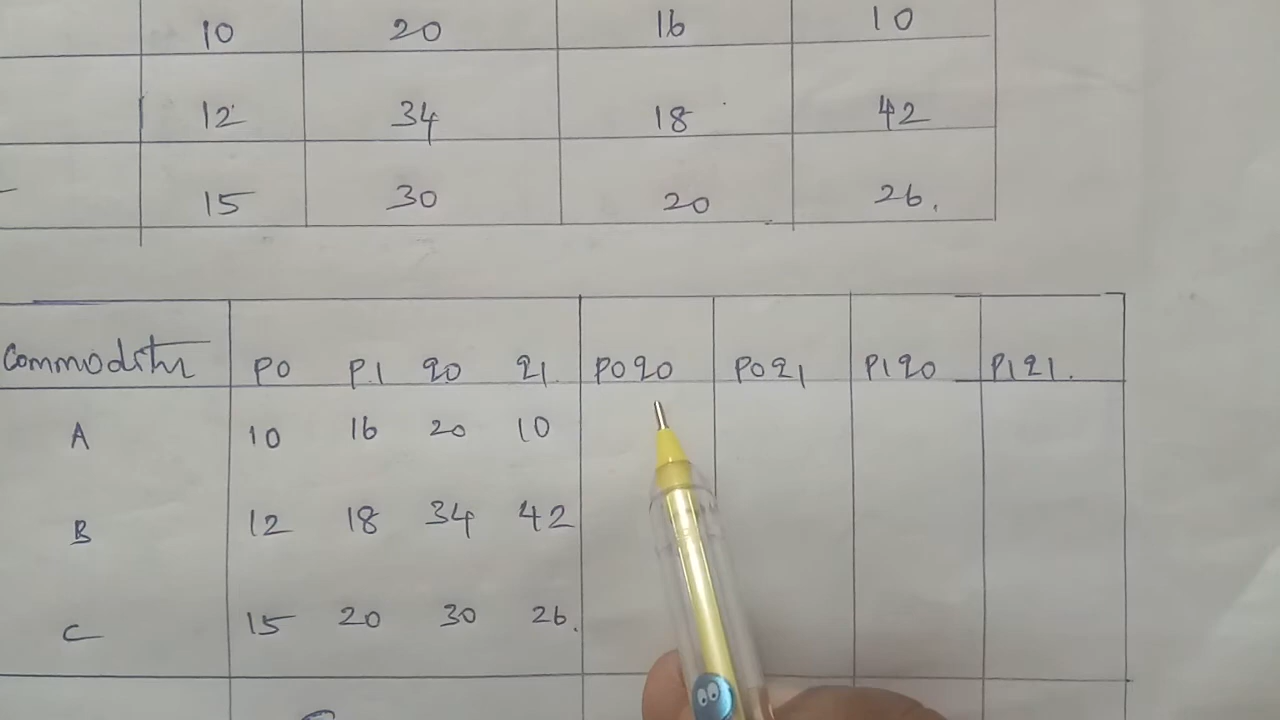 10 20 16 10
12 34 18 42
15 30 20 26.
Commodity P0 P1 q0 q1 P0q0 P0q1 P1q0 P1q1.
A 10 16 20 10
B 12 18 34 42
C 15 20 30 26.